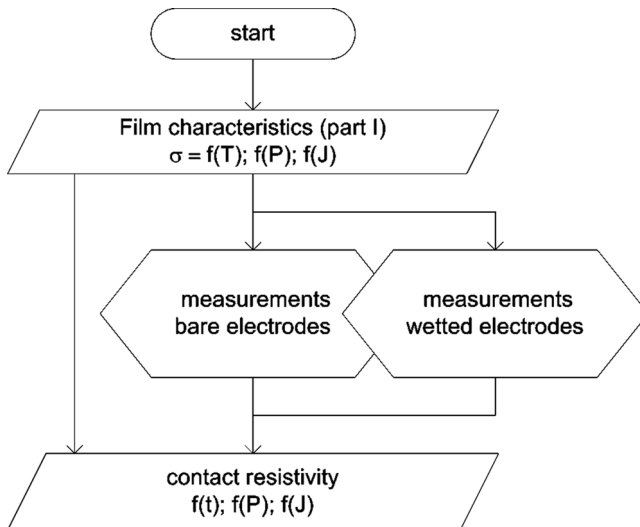 start
Film characteristics (part I)
σ = f(T); f(P); f(J)
measurements
bare electrodes
measurements
wetted electrodes
contact resistivity
f(t); f(P); f(J)